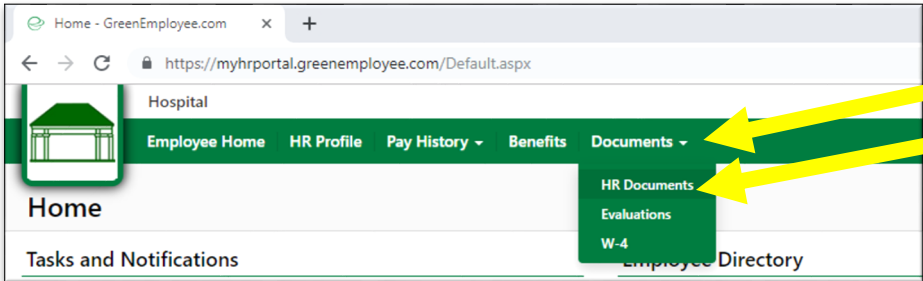 Home - GreenEmployee.com
https://myhrportal.greenemployee.com/Default.aspx
Hospital
Employee Home HR Profile Pay History Benefits Documents
HR Documents
Evaluations
W-4
Home
Tasks and Notifications
Employee Directory